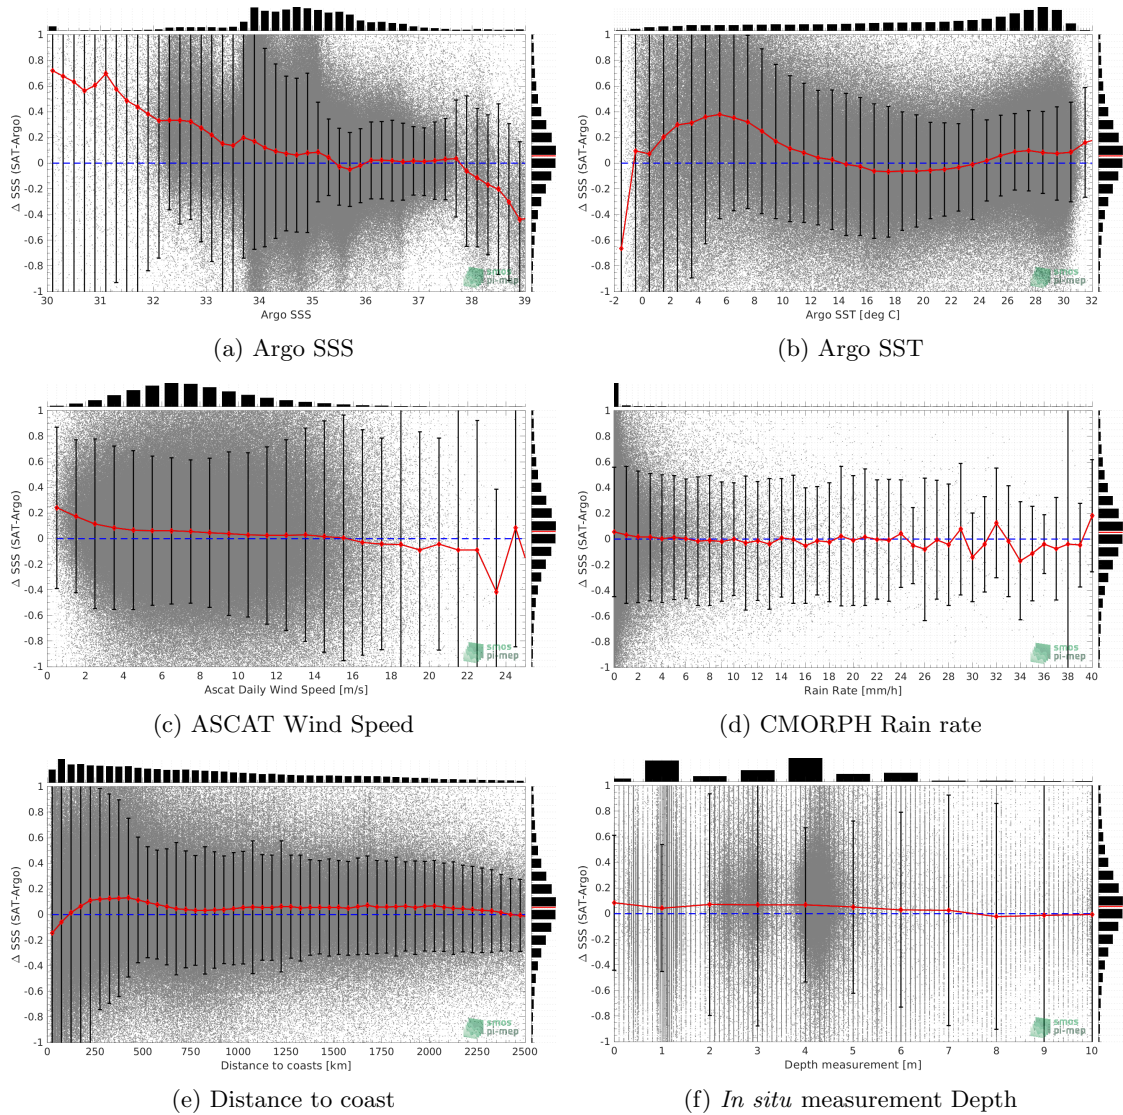 Δ SSS (SAT-Argo)
1
0.8
0.6
0.4
0.2
0
-0.2
-0.4
-0.6
-0.8
-1
30 31 32 33 34 35 36 37 38 39
Argo SSS
smos
pi-mep
(a) Argo SSS
Δ SSS (SAT-Argo)
1
0.8
0.6
0.4
0.2
0
-0.2
-0.4
-0.6
-0.8
-1
-2 0 2 4 6 8 10 12 14 16 18 20 22 24 26 28 30 32
Argo SST [deg C]
smos
pi-mep
(b) Argo SST
Δ SSS (SAT-Argo)
1
0.8
0.6
0.4
0.2
0
-0.2
-0.4
-0.6
-0.8
-1
0 2 4 6 8 10 12 14 16 18 20 22 24
Ascat Daily Wind Speed [m/s]
smos
pi-mep
(c) ASCAT Wind Speed
Δ SSS (SAT-Argo)
1
0.8
0.6
0.4
0.2
0
-0.2
-0.4
-0.6
-0.8
-1
0 2 4 6 8 10 12 14 16 18 20 22 24 26 28 30 32 34 36 38 40
Rain Rate [mm/h]
smos
pi-mep
(d) CMORPH Rain rate
Δ SSS (SAT-Argo)
1
0.8
0.6
0.4
0.2
0
-0.2
-0.4
-0.6
-0.8
-1
0 250 500 750 1000 1250 1500 1750 2000 2250 2500
Distance to coasts [km]
smos
pi-mep
(e) Distance to coast
Δ SSS (SAT-Argo)
1
0.8
0.6
0.4
0.2
0
-0.2
-0.4
-0.6
-0.8
-1
0 1 2 3 4 5 6 7 8 9 10
Depth measurement [m]
smos
pi-mep
(f) In situ measurement Depth